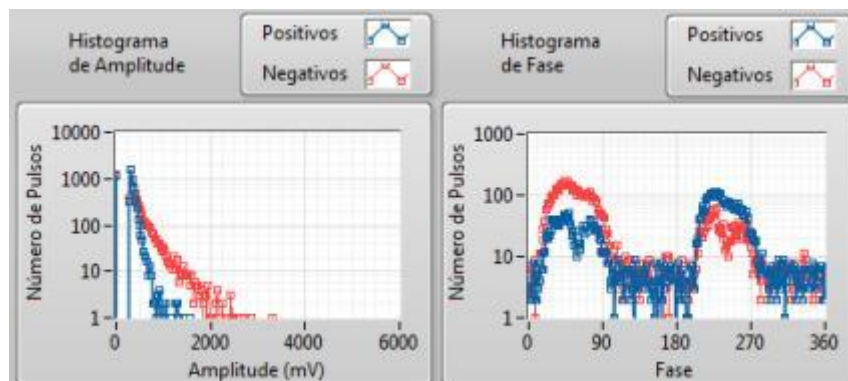 Histograma
de Amplitude
Positivos
Negativos
Número de Pulsos
10000
1000
100
10
1
0
2000
4000
6000
Amplitude (mV)
Histograma
de Fase
Positivos
Negativos
Número de Pulsos
1000
100
10
1
0
90
180
270
360
Fase